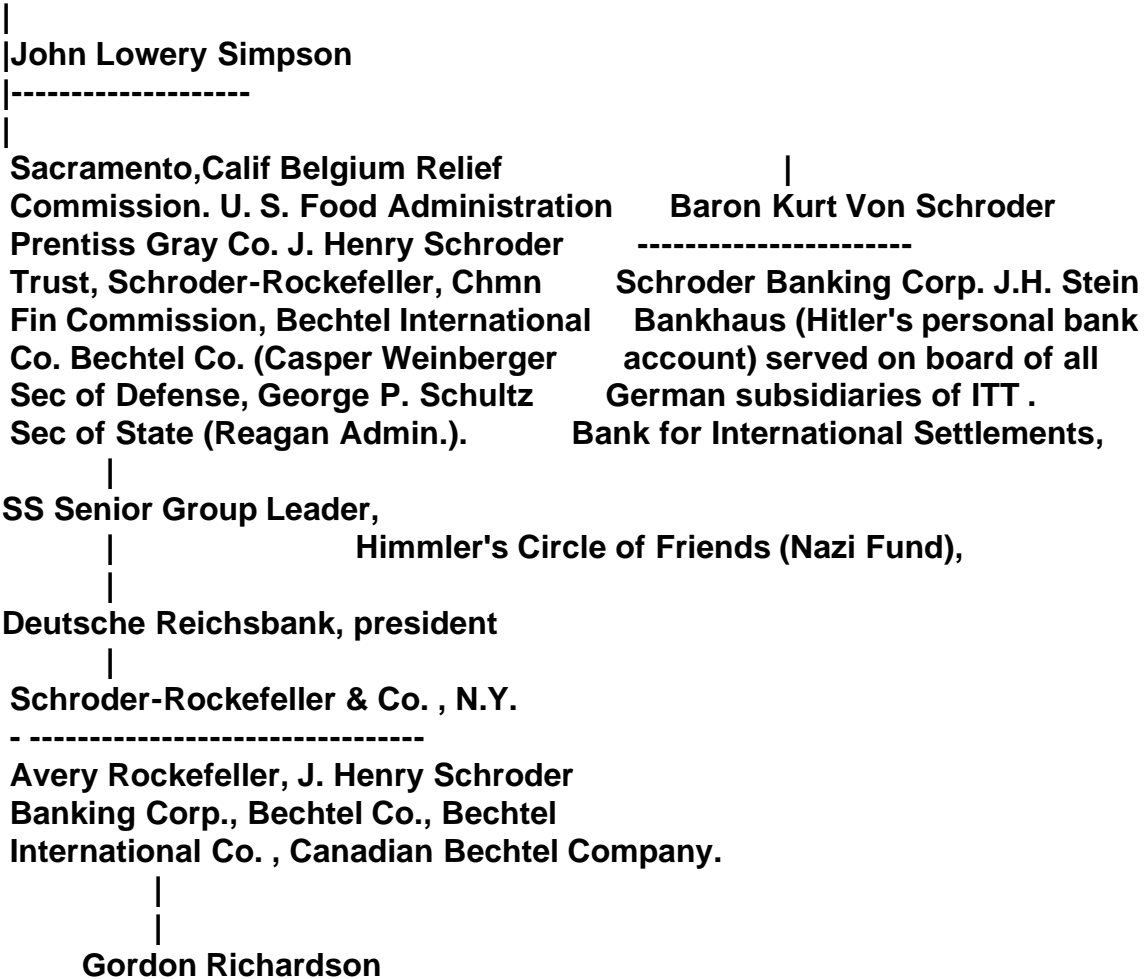 |
|John Lowery Simpson
|--------------------
|
Sacramento,Calif Belgium Relief |
Commission. U. S. Food Administration Baron Kurt Von Schroder
Prentiss Gray Co. J. Henry Schroder -----------------------
Trust, Schroder-Rockefeller, Chmn Schroder Banking Corp. J.H. Stein
Fin Commission, Bechtel International Bankhaus (Hitler's personal bank
Co. Bechtel Co. (Casper Weinberger account) served on board of all
Sec of Defense, George P. Schultz German subsidiaries of ITT .
Sec of State (Reagan Admin.). Bank for International Settlements,
|
SS Senior Group Leader,
| Himmler's Circle of Friends (Nazi Fund),
|
Deutsche Reichsbank, president
|
Schroder-Rockefeller & Co. , N.Y.
- ---------------------------------
Avery Rockefeller, J. Henry Schroder
Banking Corp., Bechtel Co., Bechtel
International Co. , Canadian Bechtel Company.
|
|
Gordon Richardson